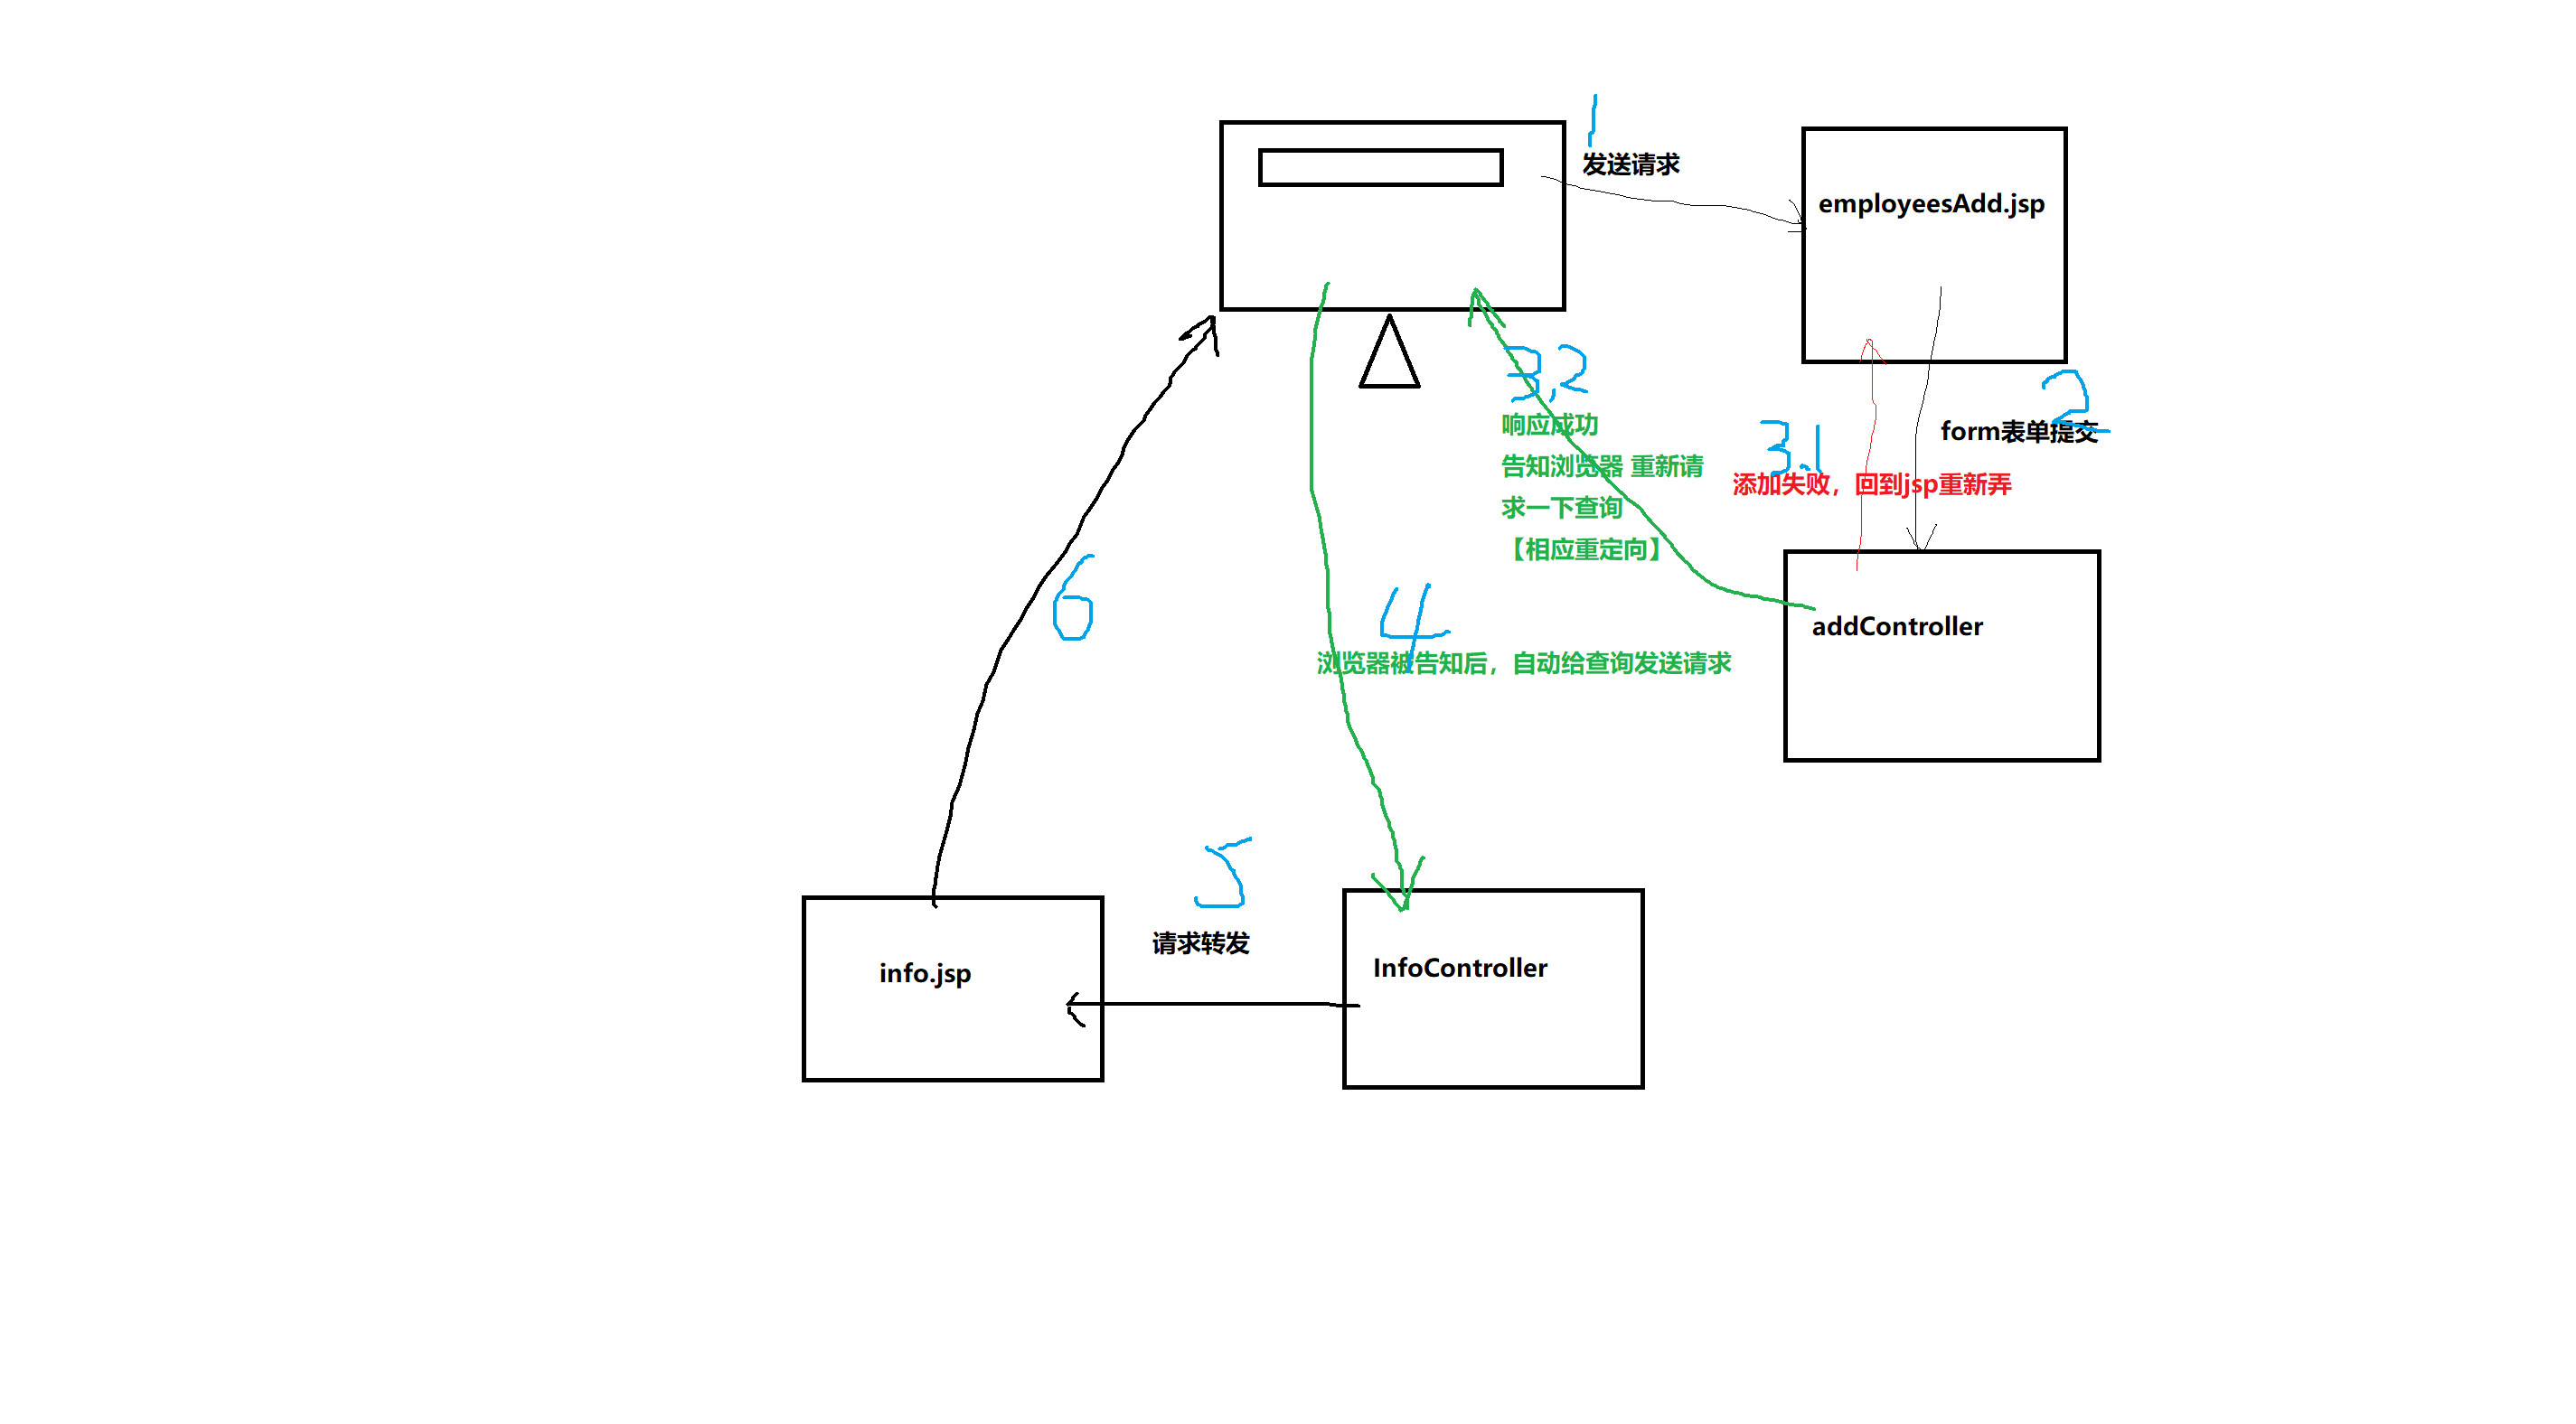 1
发送请求
employeesAdd.jsp
2
form表单提交
3.1
添加失败，回到jsp重新弄
addController
3.2
响应成功
告知浏览器 重新请
求一下查询
【相应重定向】
4
浏览器被告知后，自动给查询发送请求
InfoController
5
请求转发
info.jsp
6